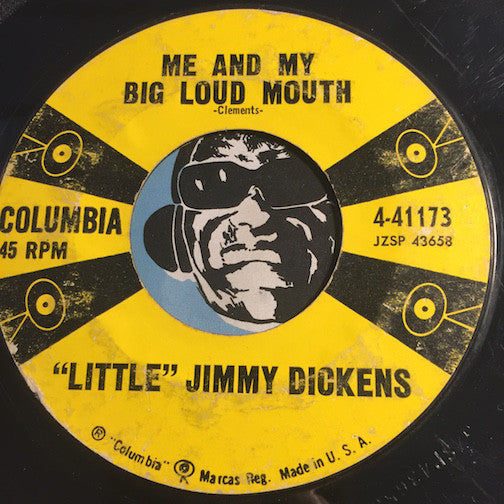 ME AND MY
BIG LOUD MOUTH
-Clements-
COLUMBIA
45 RPM
4-41173
JZSP 43658
"LITTLE" JIMMY DICKENS
® "Columbia" Marcas Reg. Made in U. S. A.